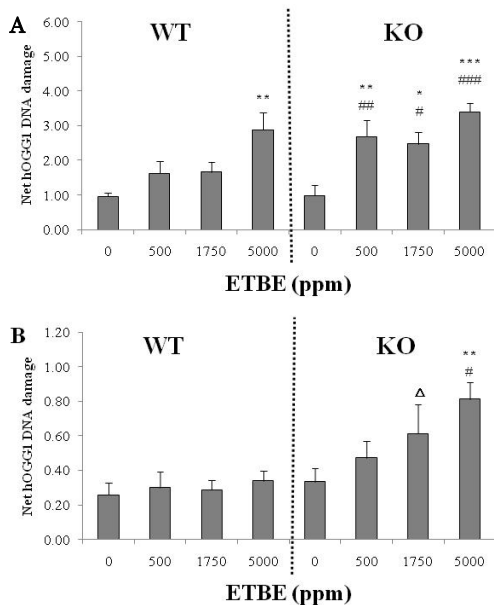 A
WT KO
Net hOGG1 DNA damage
6.00
5.00
4.00
3.00
2.00
1.00
0.00
** ** * ***
## # ###
0 500 1750 5000 0 500 1750 5000
ETBE (ppm)
B
WT KO
Net hOGG1 DNA damage
1.20
1.00
0.80
0.60
0.40
0.20
0.00
**
Δ #
0 500 1750 5000 0 500 1750 5000
ETBE (ppm)